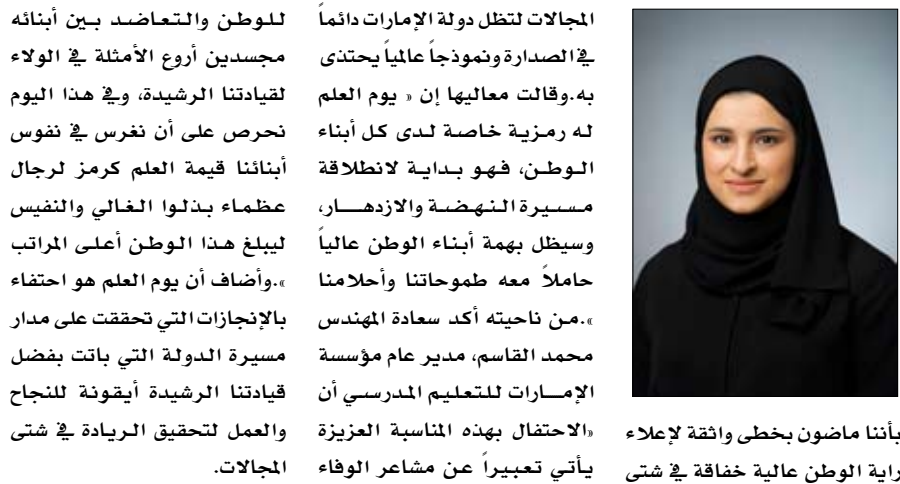 بأننا ماضون بخطى واثقة لإعلاء
راية الوطن عالية خفاقة في شتى
المجالات لتظل دولة الإمارات دائماً
في الصدارة ونموذجاً عالمياً يحتذى
به.وقالت معاليها إن « يوم العلم
له رمزية خاصة لدى كل أبناء
الوطن، فهو بداية لانطلاقة
مسيرة النهضة والازدهـــار،
وسيظل بهمة أبناء الوطن عالياً
حاملاً معه طموحاتنا وأحلامنا
».من ناحيته أكد سعادة المهندس
محمد القاسم، مدير عام مؤسسة
الإمـــارات للتعليم المدرسي أن
«الاحتفال بهذه المناسبة العزيزة
يأتي تعبيراً عن مشاعر الوفاء
للوطن والتعاضد بين أبنائه
مجسدين أروع الأمثلة في الولاء
لقيادتنا الرشيدة، وفي هذا اليوم
نحرص على أن نغرس في نفوس
أبنائنا قيمة العلم كرمز لرجال
عظماء بذلوا الغالي والنفيس
ليبلغ هذا الوطن أعلى المراتب
».وأضاف أن يوم العلم هو احتفاء
بالإنجازات التي تحققت على مدار
مسيرة الدولة التي باتت بفضل
قيادتنا الرشيدة أيقونة للنجاح
والعمل لتحقيق الريادة في شتى
المجالات.